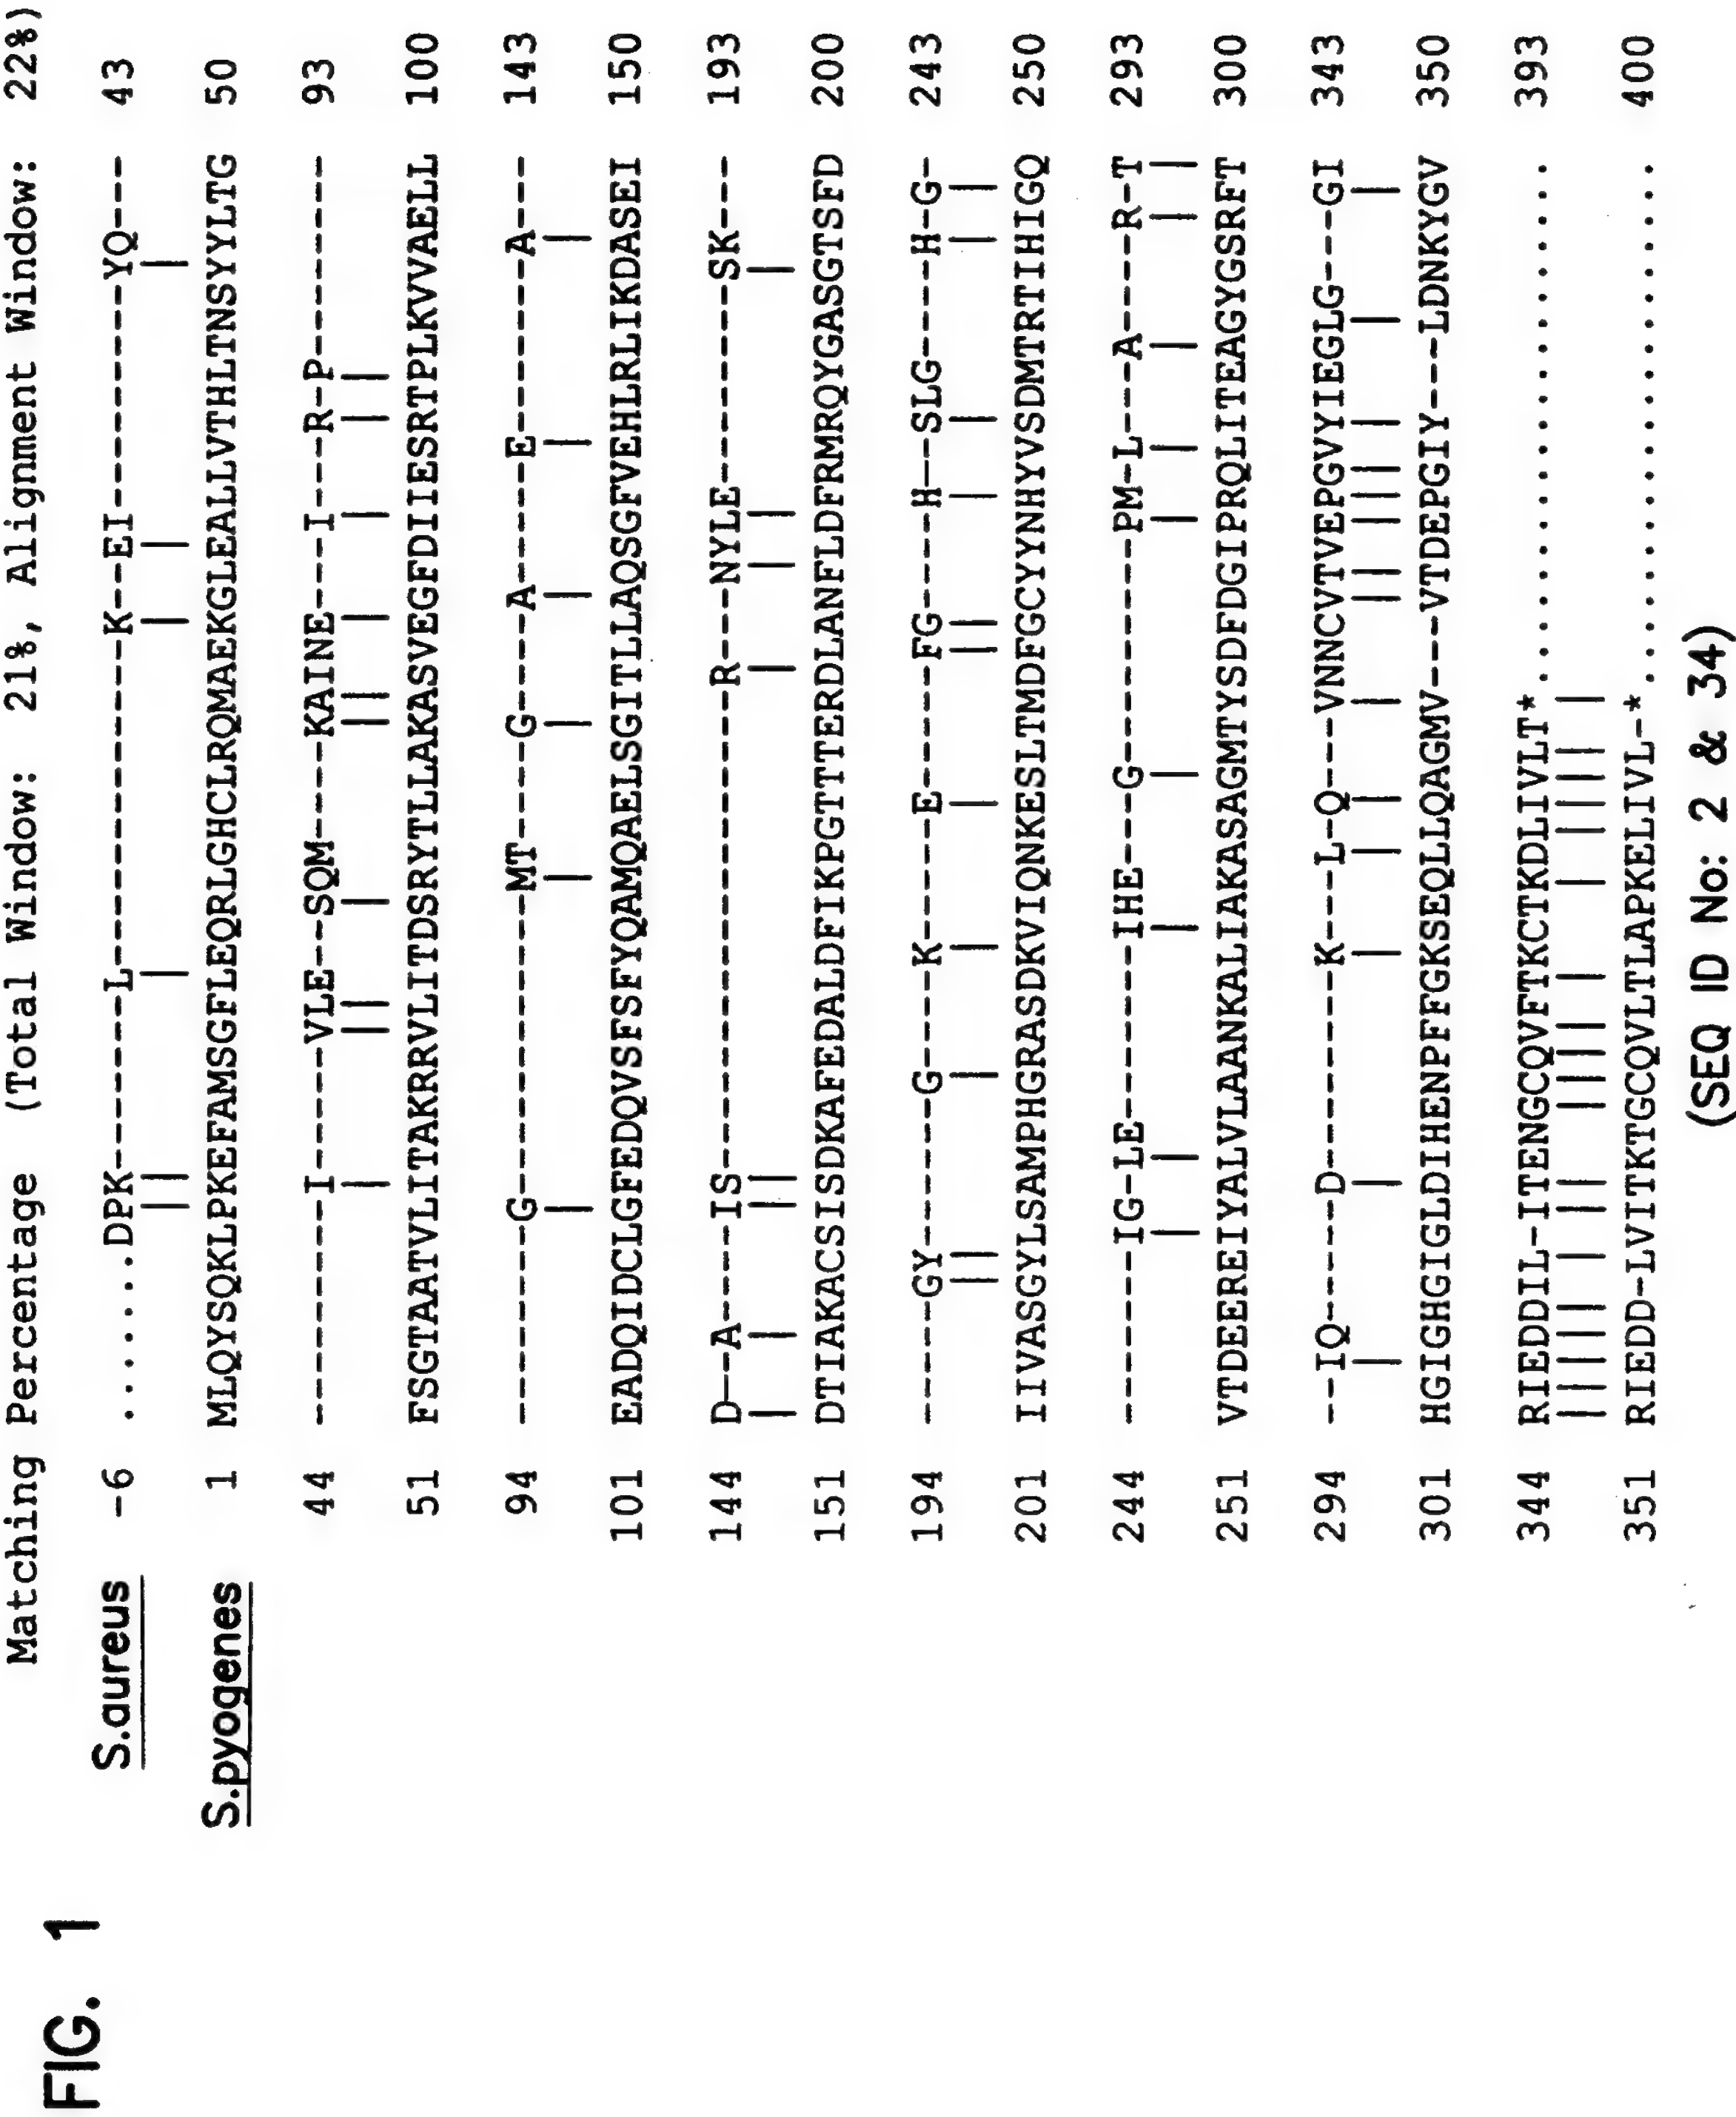 FIG. 1
Matching Percentage (Total Window: 21%, Alignment Window: 22%)
S.aureus -6 .......DPK-------L-------------K--EI---------YQ--- 43
S.pyogenes 1 MLQYSQKLPKEFAMSGFLEQRLGHCLRQMAEKGLEALLVTHLTNSYYLTG 50
44 ---------I-----VLE--SQM----KAINE---I---R-P-------- 93
51 FSGTAATVLITAKRRVLITDSRYTLLAKASVEGFDIIESRTPLKVVAELL 100
94 --------G------------MT----G----A-----E-------A--- 143
101 EADQIDCLGFEDQVSFSFYQAMQAELSGITLLAQSGFVEHLRLIKDASEI 150
144 D--A----IS------------------R---NYLE--------SK---- 193
151 DTIAKACSISDKAFEDALDFIKPGTTTERDLANFLDFRMRQYGASGTSFD 200
194 -----GY------G----K-----E-----FG----H--SLG----H-G- 243
201 IIVASGYLSAMPHGRASDKVIQNKESLTMDFGCYYNHYVSDMTRTIHIGQ 250
244 -------IG-LE-------IHE---G---------PM-L---A----R-T 293
251 VTDEEREIYALVLAANKALIAKASAGMTYSDFDGIPRQLITEAGYGSRFT 300
294 --IQ-----D--------K---L-Q---VNNCVTVEPGVYIEGLG---GI 343
301 HGIGHGIGLDIHENPFFGKSEQLLQAGMV---VTDEPGIY---LDNKYGV 350
344 RIEDDIL-ITENGCQVFTKCTKDLIVLT*..................... 393
351 RIEDD-LVITKTGCQVLTLAPKELIVL-*..................... 400
(SEQ ID No: 2 & 34)